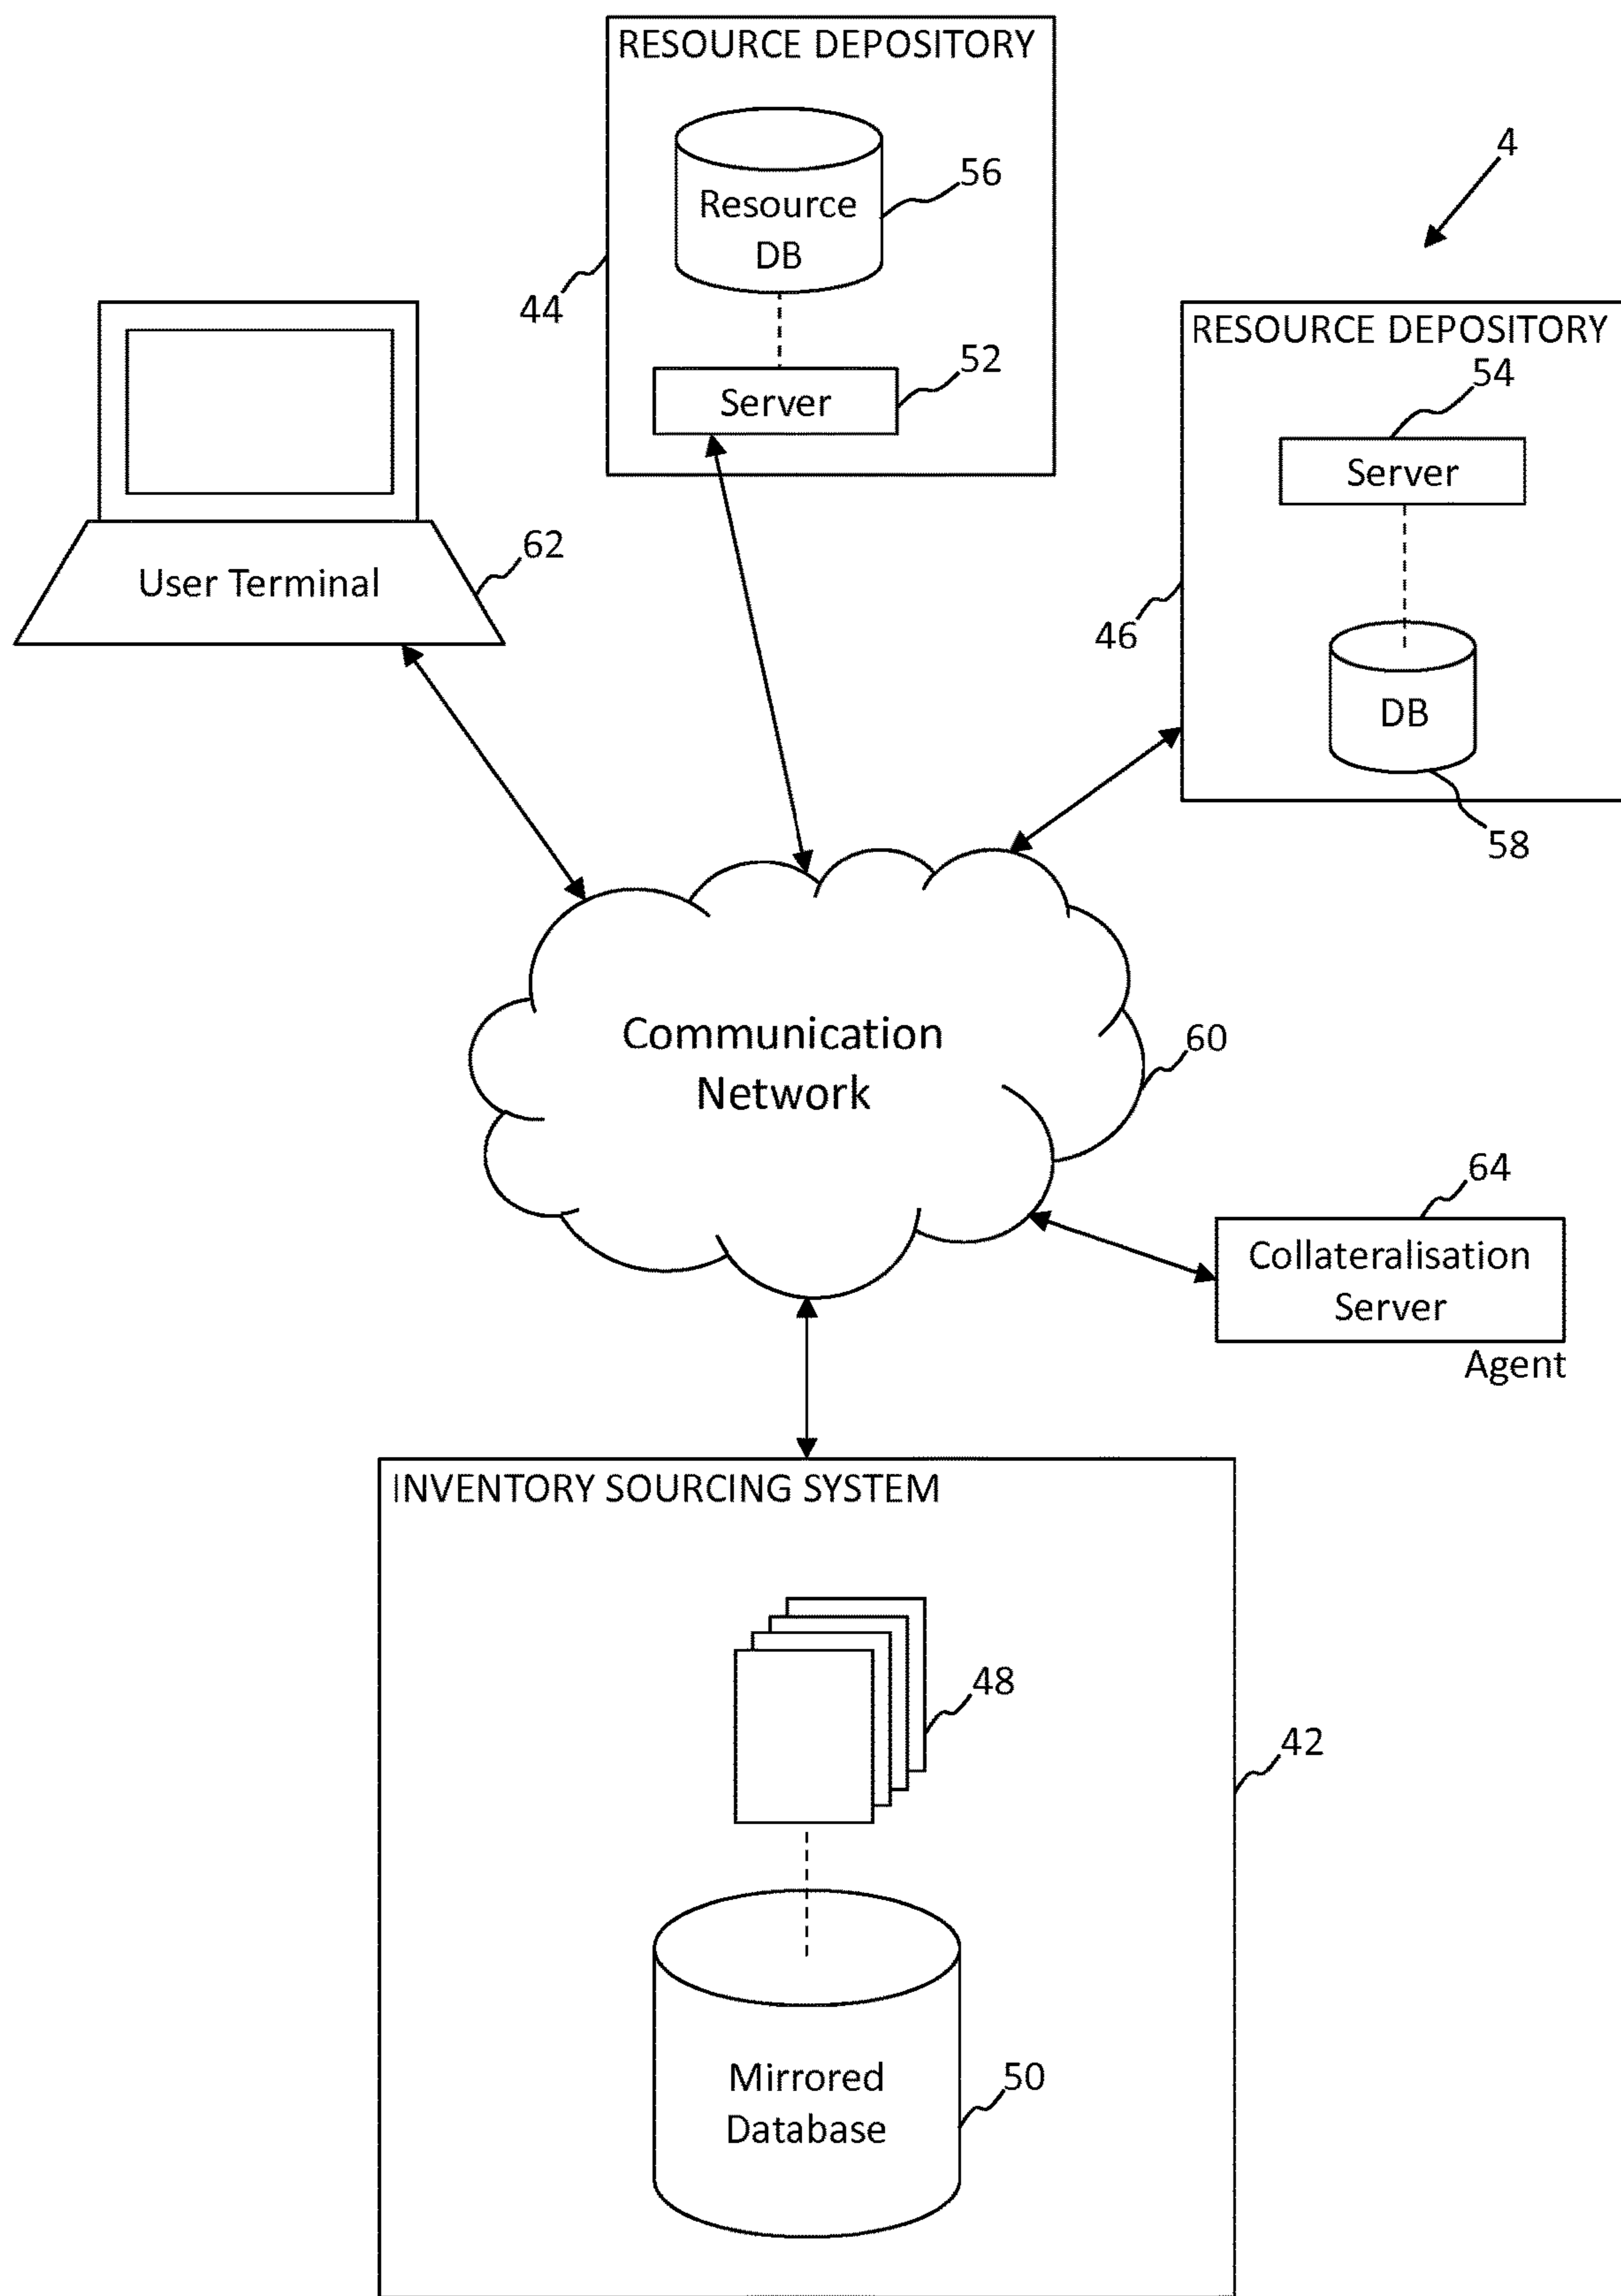 RESOURCE DEPOSITORY
Resource
DB
56
44
Server
52
4
RESOURCE DEPOSITORY
54
Server
46
DB
58
User Terminal
62
Communication
Network
60
64
Collateralisation
Server
Agent
INVENTORY SOURCING SYSTEM
48
42
Mirrored
Database
50